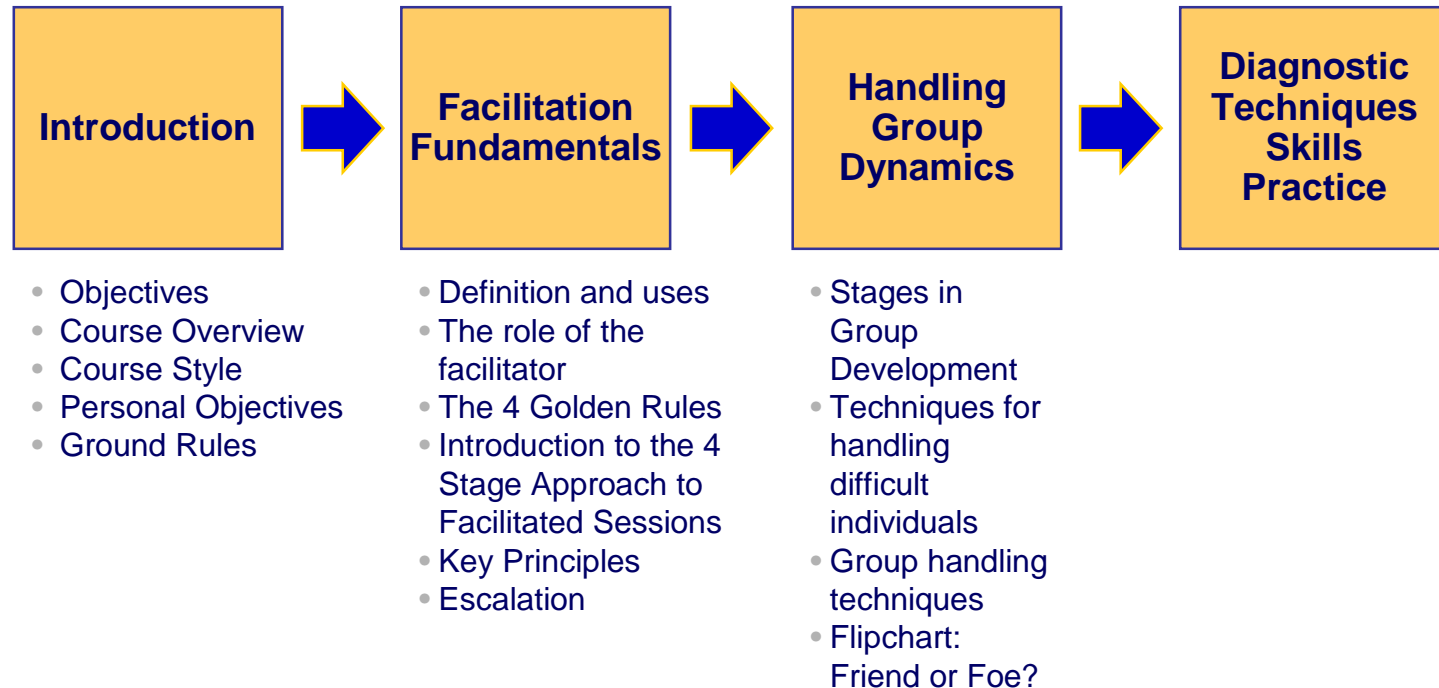 Introduction
Facilitation
Fundamentals
Handling
Group
Dynamics
Diagnostic
Techniques
Skills
Practice
• Objectives
• Course Overview
• Course Style
• Personal Objectives
• Ground Rules
• Definition and uses
• The role of the
facilitator
• The 4 Golden Rules
• Introduction to the 4
Stage Approach to
Facilitated Sessions
• Key Principles
• Escalation
• Stages in
Group
Development
• Techniques for
handling
difficult
individuals
• Group handling
techniques
• Flipchart:
Friend or Foe?